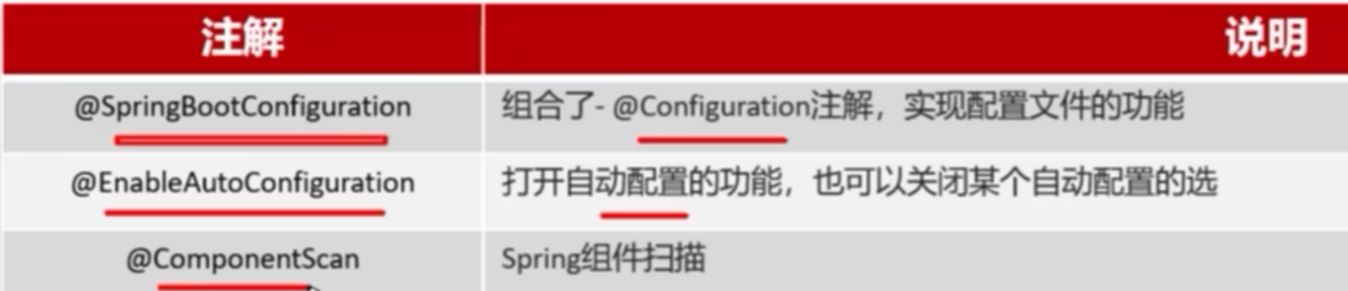 注解 说明
@SpringBootConfiguration 组合了- @Configuration注解，实现配置文件的功能
@EnableAutoConfiguration 打开自动配置的功能，也可以关闭某个自动配置的选
@ComponentScan Spring组件扫描